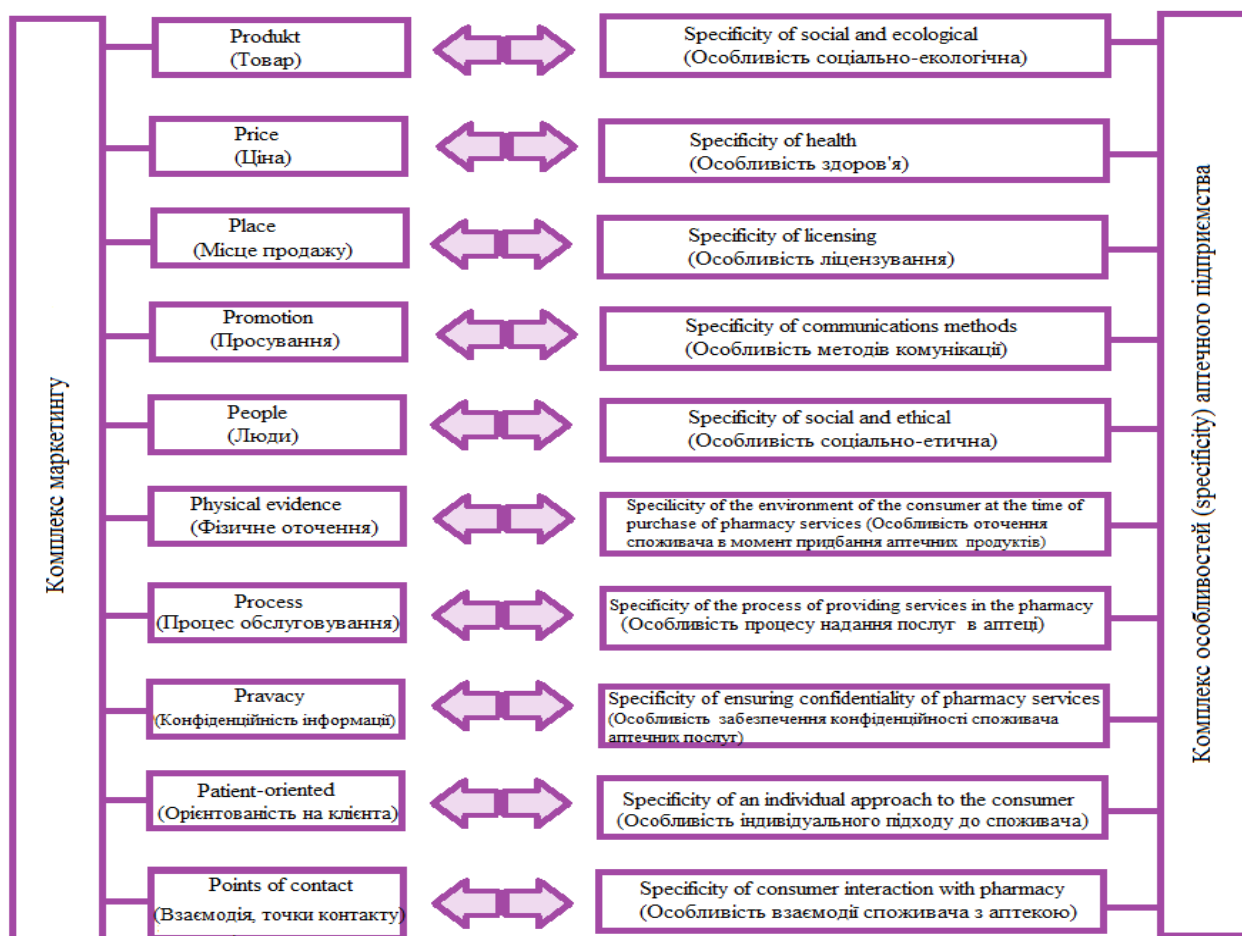 Комплекс маркетингу
Produkt
(Товар)
Specificity of social and ecological
(Особливість соціально-екологічна)
Price
(Ціна)
Specificity of health
(Особливість здоров'я)
Place
(Місце продажу)
Specificity of licensing
(Особливість ліцензування)
Promotion
(Просування)
Specificity of communications methods
(Особливість методів комунікації)
People
(Люди)
Specificity of social and ethical
(Особливість соціально-етична)
Physical evidence
(Фізичне оточення)
Specilicity of the environment of the consumer at the time of
purchase of pharmacy services (Особливість оточення
споживача в момент придбання аптечних продуктів)
Process
(Процес обслуговування)
Specificity of the process of providing services in the pharmacy
(Особливість процесу надання послуг в аптеці)
Pravacy
(Конфіденційність інформації)
Specificity of ensuring confidentiality of pharmacy services
(Особливість забезпечення конфіденційності споживача
аптечних послуг)
Patient-oriented
(Орієнтованість на клієнта)
Specificity of an individual approach to the consumer
(Особливість індивідуального підходу до споживача)
Points of contact
(Взаємодія, точки контакту)
Specificity of consumer interaction with pharmacy
(Особливість взаємодії споживача з аптекою)
Комплекс особливостей (specificity) аптечного підприємства